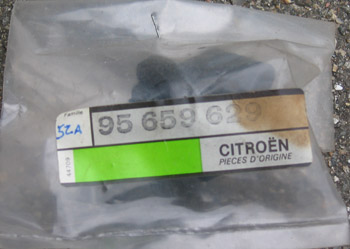 Famille
52A
95 659 629
CITROËN
PIECES D'ORIGINE